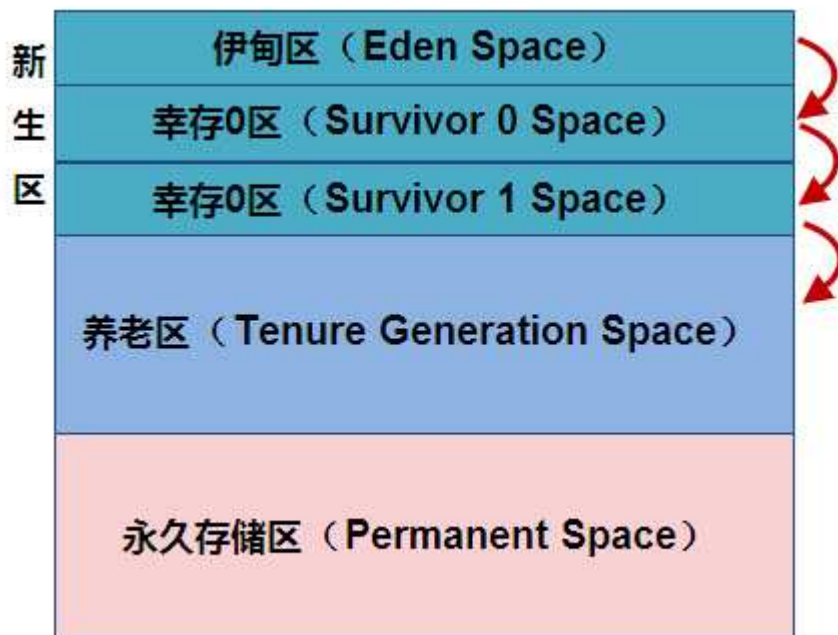 新生区
伊甸区（Eden Space）
幸存0区（Survivor 0 Space）
幸存0区（Survivor 1 Space）
养老区（Tenure Generation Space）
永久存储区（Permanent Space）